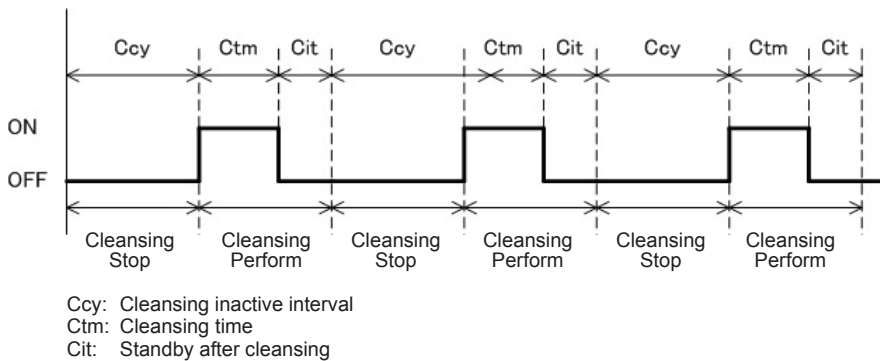 Ccy Ctm Cit Ccy Ctm Cit Ccy Ctm Cit
ON
OFF
Cleansing Stop
Cleansing Perform
Cleansing Stop
Cleansing Perform
Cleansing Stop
Cleansing Perform
Ccy: Cleansing inactive interval
Ctm: Cleansing time
Cit: Standby after cleansing